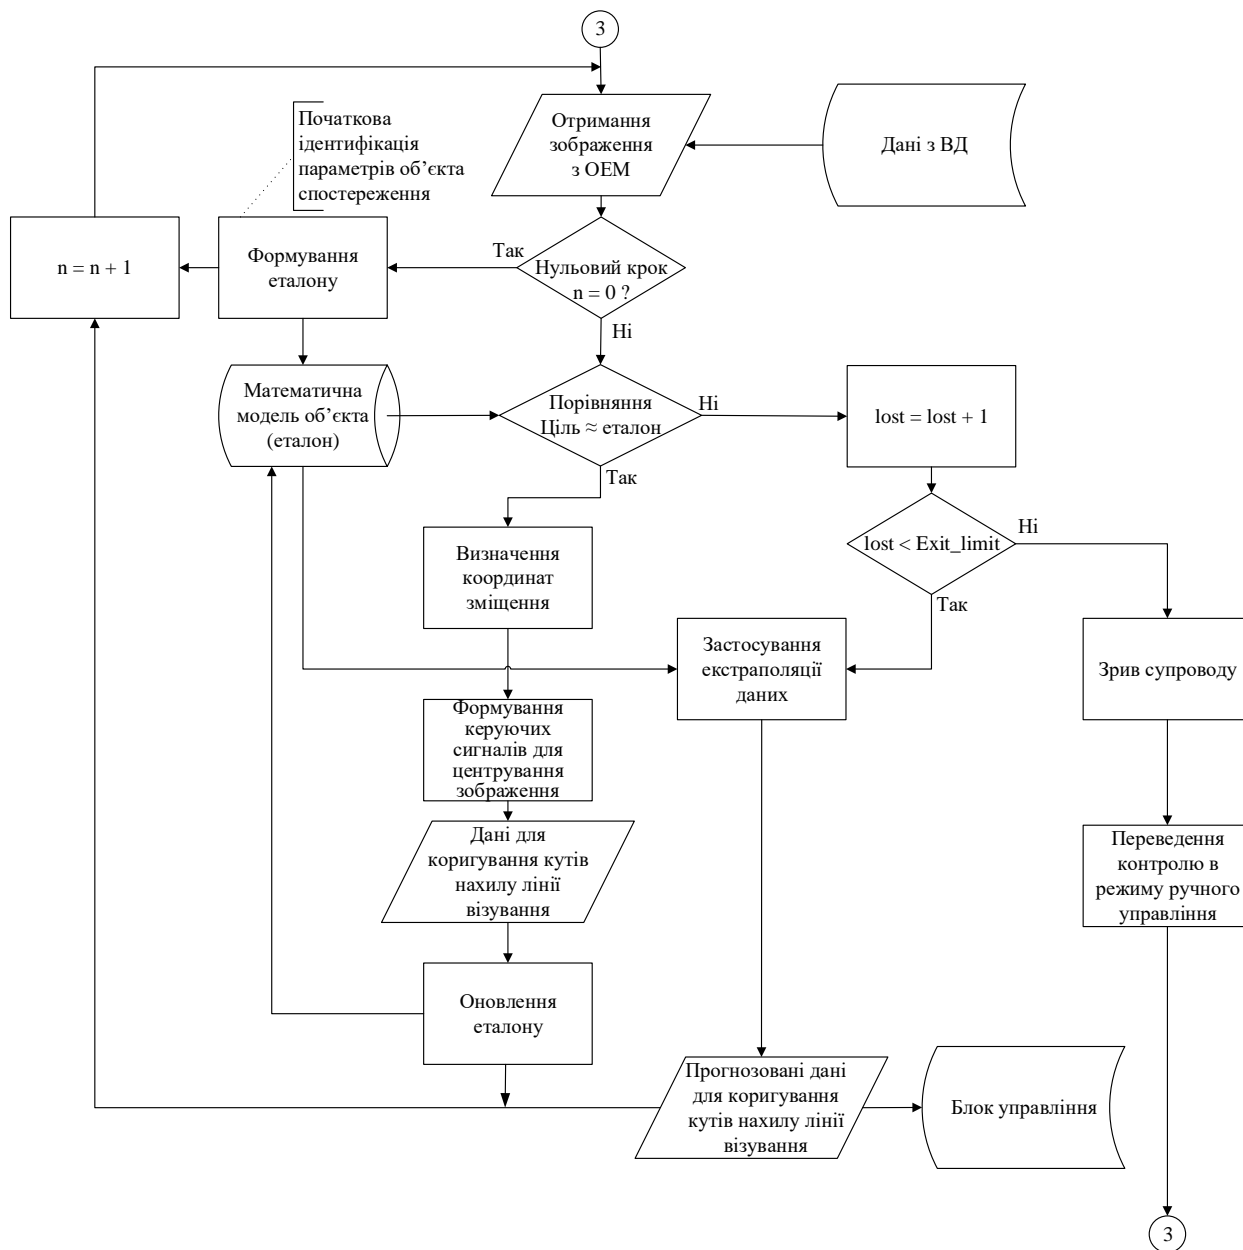 3
Початкова
ідентифікація
параметрів об’єкта
спостереження
Отримання
зображення
з ОЕМ
Дані з ВД
n = n + 1
Формування
еталону
Так
Нульовий крок
n = 0 ?
Ні
Математична
модель об’єкта
(еталон)
Порівняння
Ціль ≈ еталон
Ні
lost = lost + 1
Так
lost < Exit_limit
Ні
Так
Визначення
координат
зміщення
Застосування
екстраполяції
даних
Зрив супроводу
Формування
керуючих
сигналів для
центрування
зображення
Дані для
коригування кутів
нахилу лінії
візування
Переведення
контролю в
режиму ручного
управління
Оновлення
еталону
Прогнозовані дані
для коригування
кутів нахилу лінії
візування
Блок управління
3